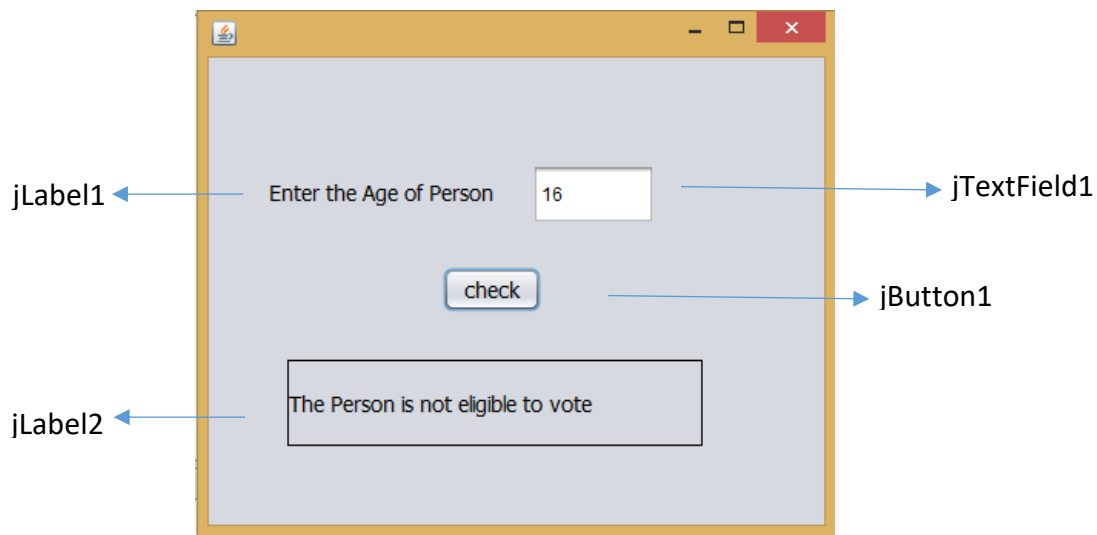 jLabel1
Enter the Age of Person
16
jTextField1
check
jButton1
The Person is not eligible to vote
jLabel2